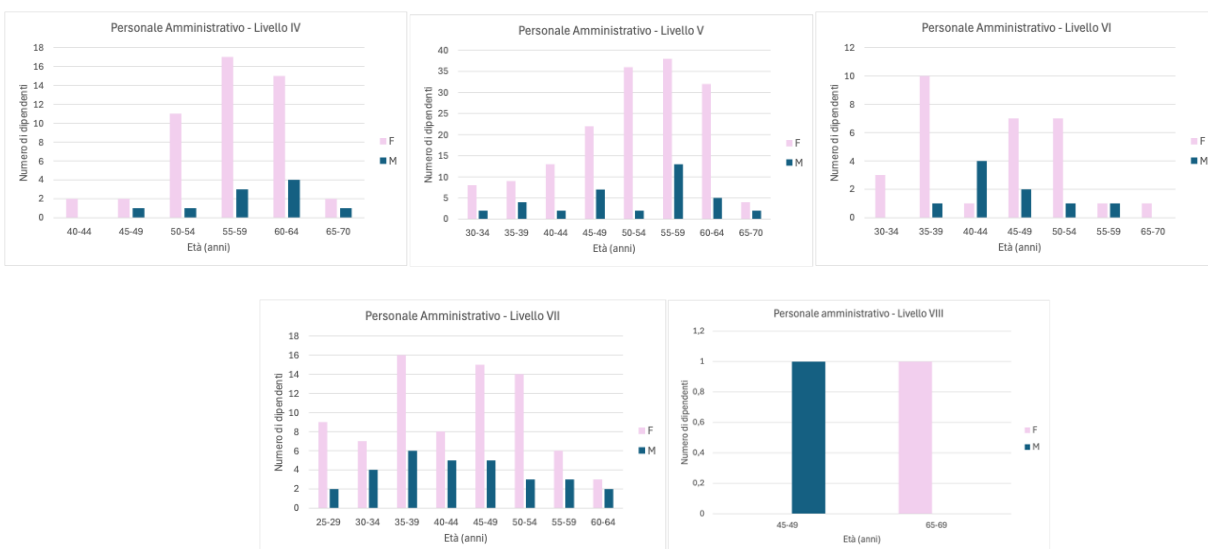 Personale Amministrativo - Livello IV
18
16
14
12
10
8
6
4
2
0
Numero di dipendenti
40-44 45-49 50-54 55-59 60-64 65-70
Età (anni)
F
M
Personale Amministrativo - Livello V
40
35
30
25
20
15
10
5
0
Numero di dipendenti
30-34 35-39 40-44 45-49 50-54 55-59 60-64 65-70
Età (anni)
F
M
Personale Amministrativo - Livello VI
12
10
8
6
4
2
0
Numero di dipendenti
30-34 35-39 40-44 45-49 50-54 55-59 65-70
Età (anni)
F
M
Personale Amministrativo - Livello VII
18
16
14
12
10
8
6
4
2
0
Numero di dipendenti
25-29 30-34 35-39 40-44 45-49 50-54 55-59 60-64
Età (anni)
F
M
Personale amministrativo - Livello VIII
1,2
1
0,8
0,6
0,4
0,2
0
Numero di dipendenti
45-49 65-69
Età (anni)
F
M